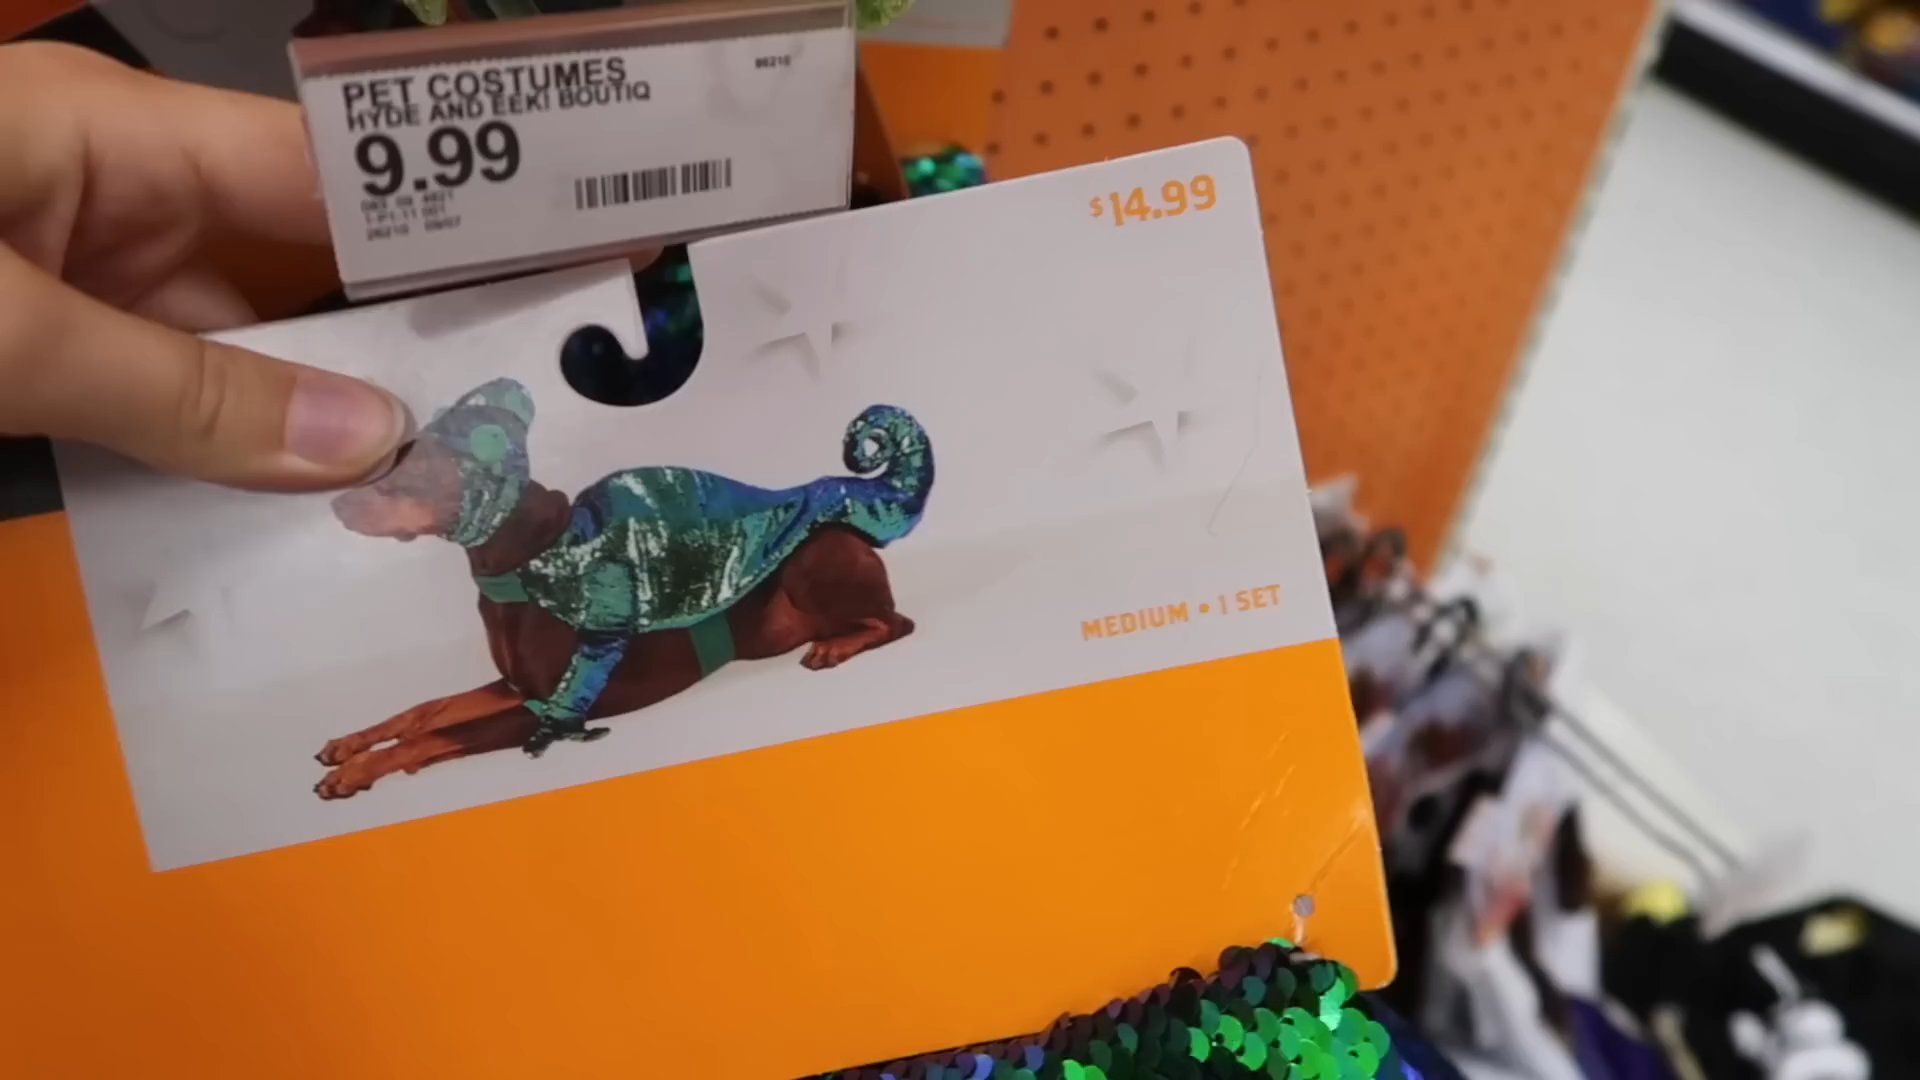 PET COSTUMES
HYDE AND EEK! BOUTIQ
9.99
$14.99
MEDIUM • 1 SET